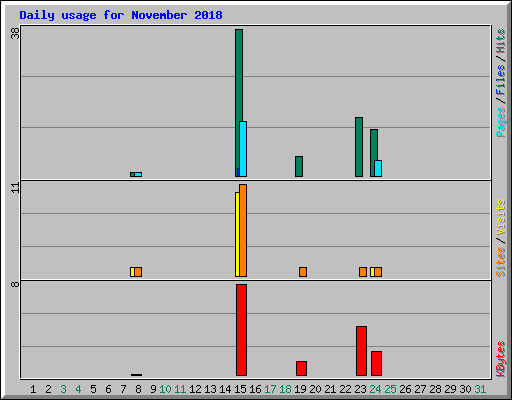 Daily usage for November 2018
38
Pages/Files/Hits
11
Sites/Visits
8
KBytes
1 2 3 4 5 6 7 8 9 10 11 12 13 14 15 16 17 18 19 20 21 22 23 24 25 26 27 28 29 30 31